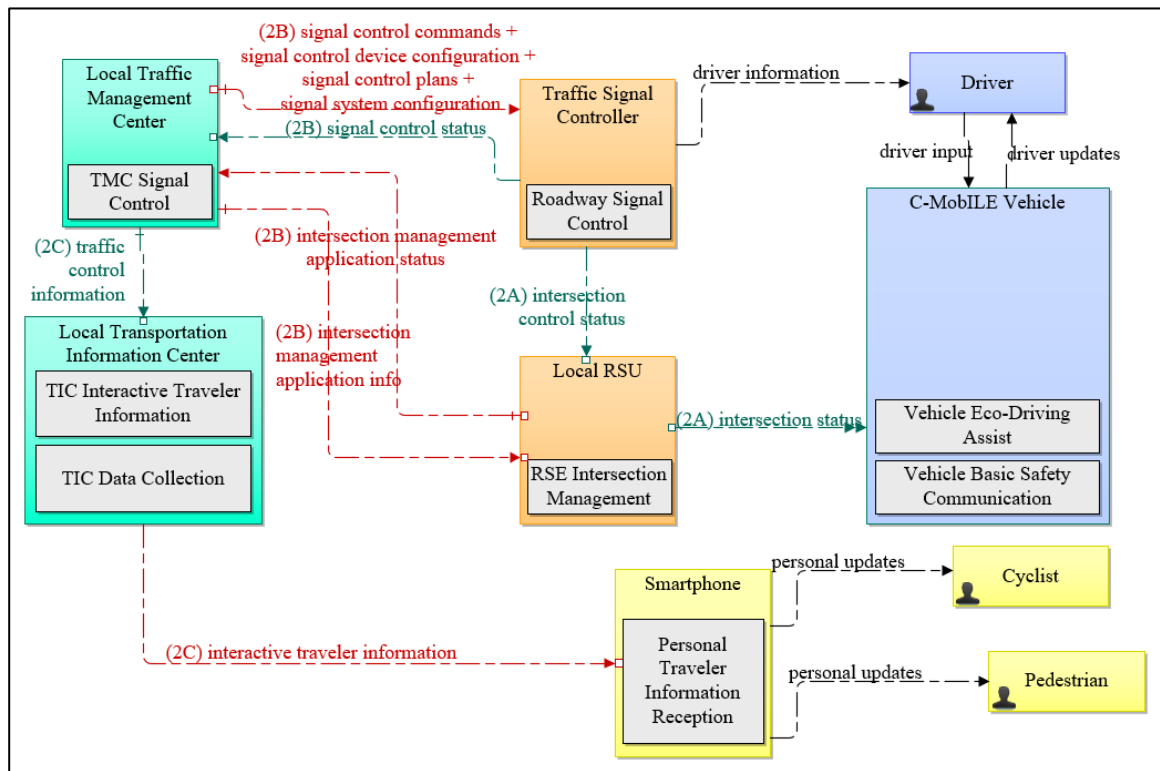 Local Traffic
Management
Center
TMC Signal
Control
(2B) signal control commands +
signal control device configuration +
signal control plans +
signal system configuration
(2B) signal control status
Traffic Signal
Controller
Roadway Signal
Control
driver information
Driver
driver input
driver updates
C-MobILE Vehicle
Vehicle Eco-Driving
Assist
Vehicle Basic Safety
Communication
(2C) traffic
control
information
(2B) intersection management
application status
(2A) intersection
control status
(2B) intersection
management
application info
Local Transportation
Information Center
TIC Interactive Traveler
Information
TIC Data Collection
Local RSU
RSE Intersection
Management
(2A) intersection status
(2C) interactive traveler information
Smartphone
Personal
Traveler
Information
Reception
personal updates
Cyclist
personal updates
Pedestrian